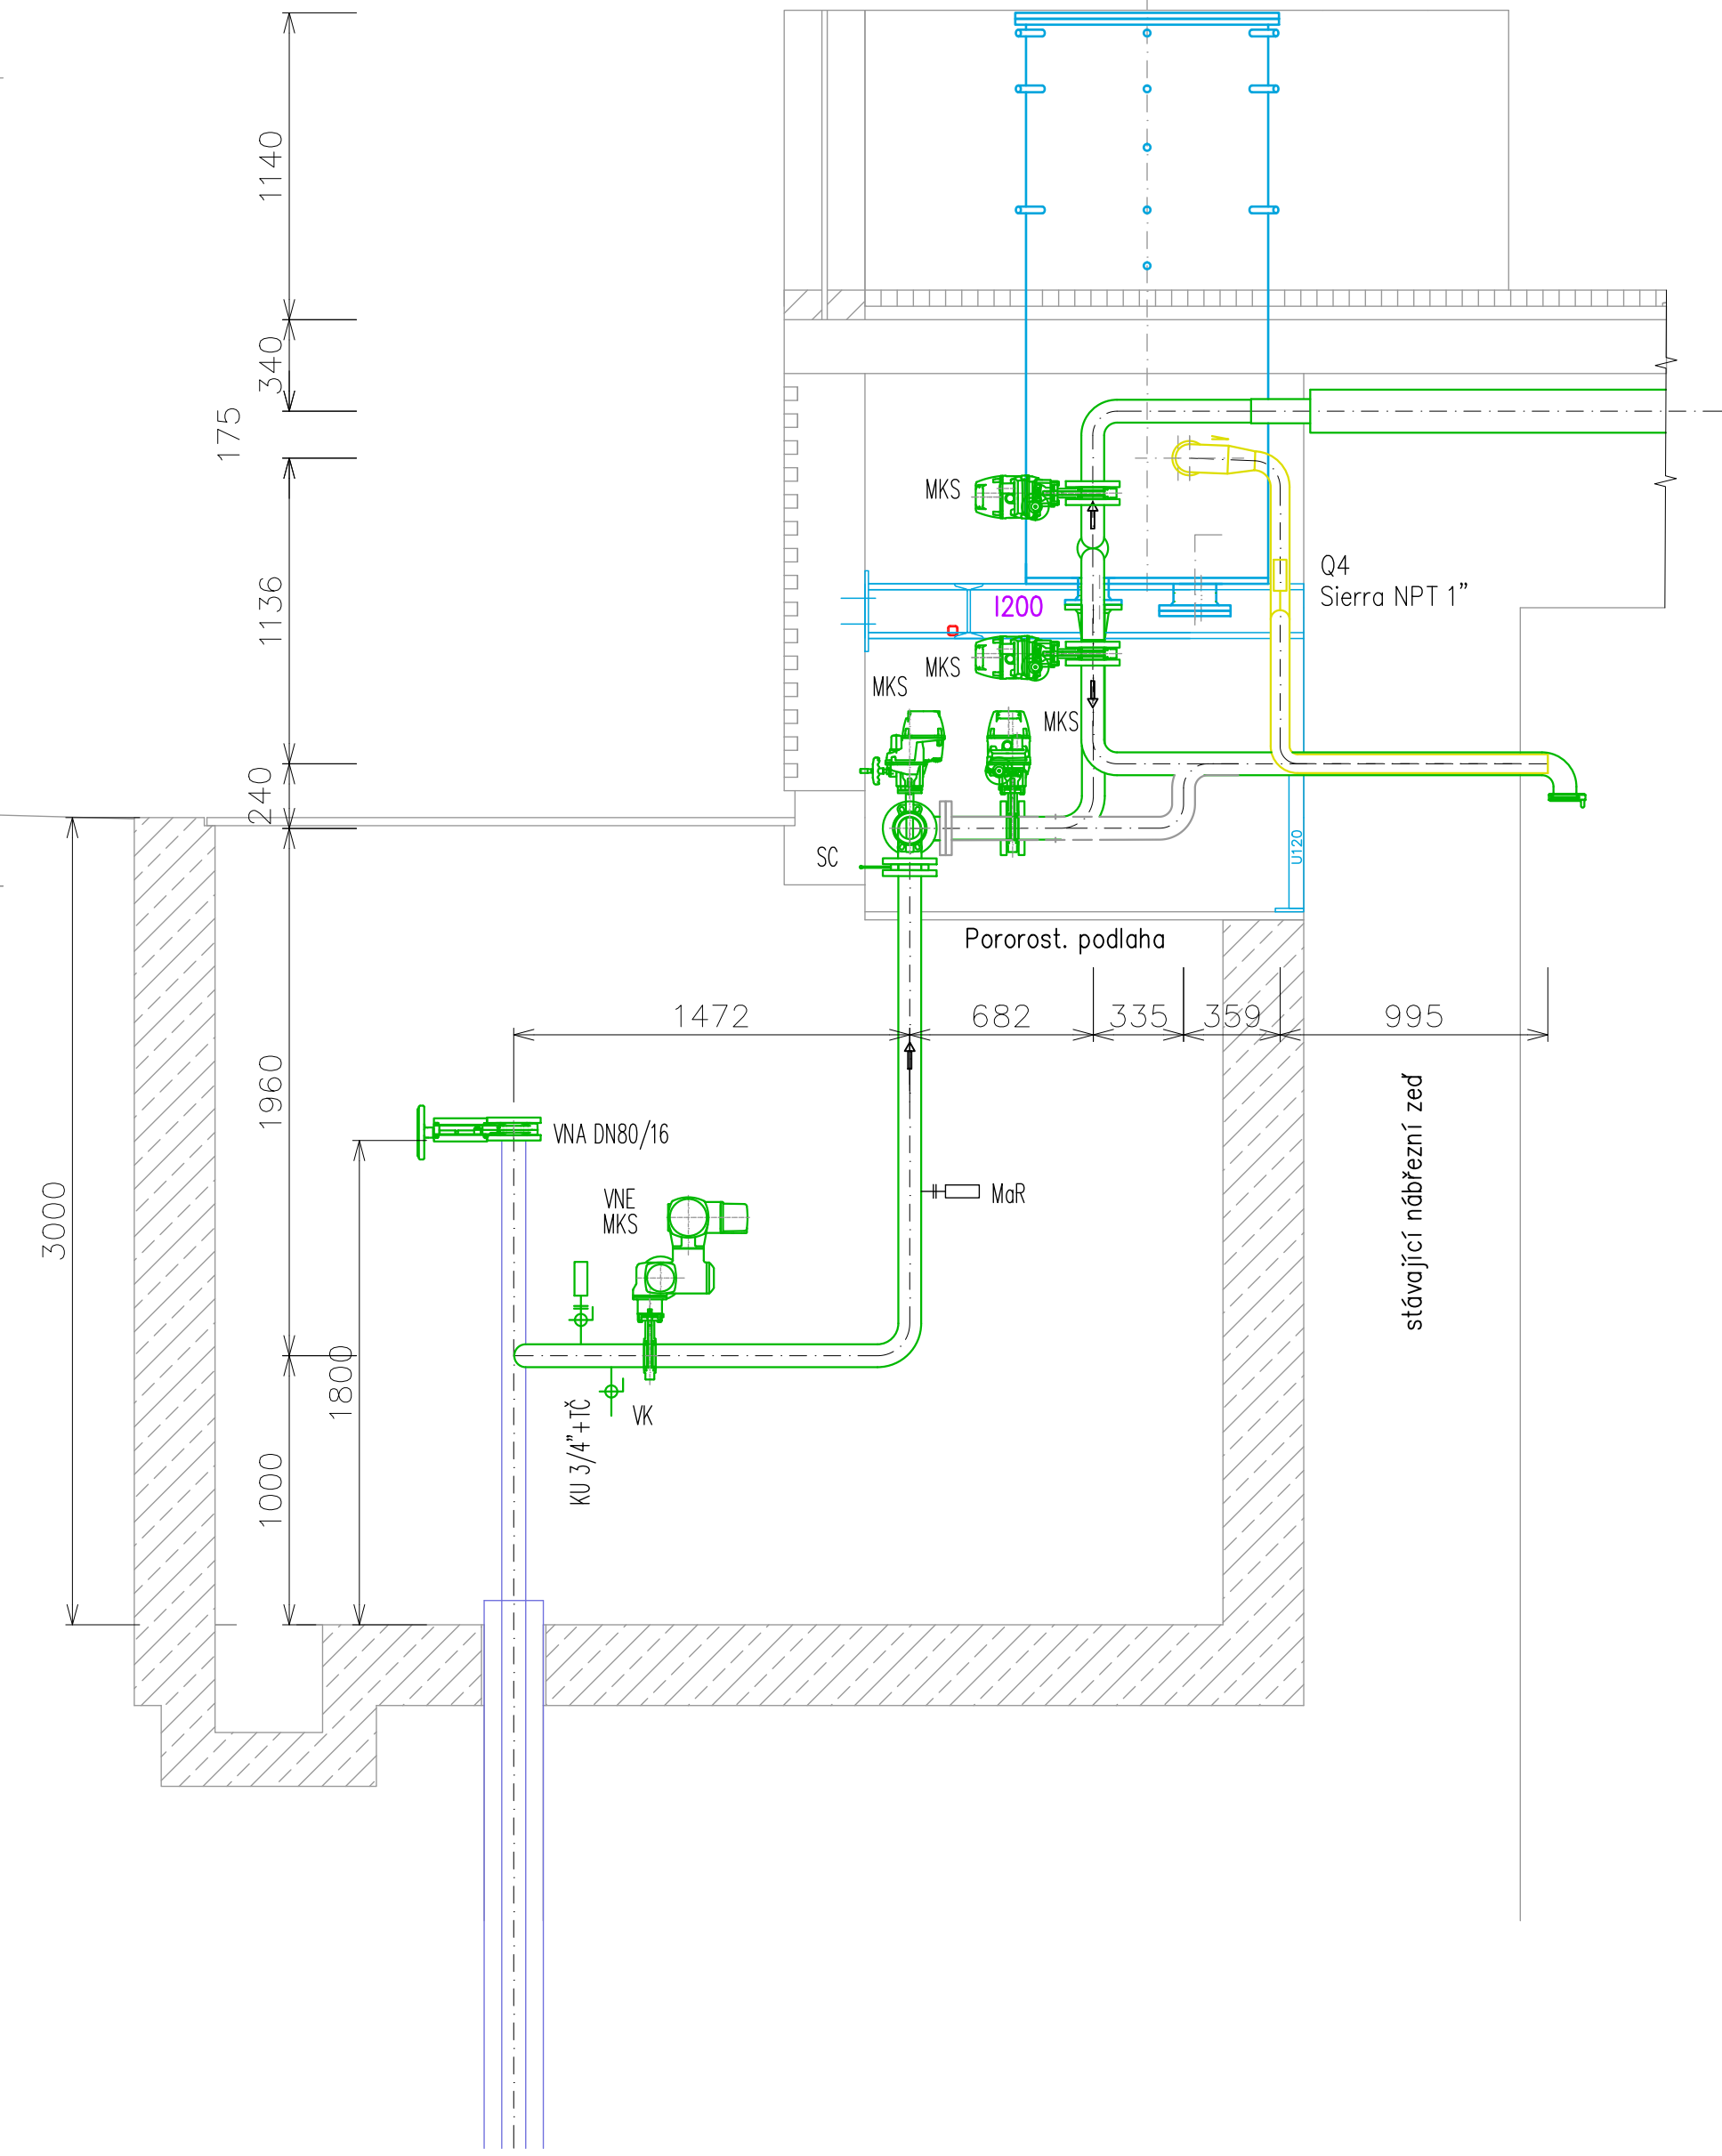 1140
340
175
MKS
Q4
Sierra NPT 1”
1136
I200
MKS
MKS
MKS
240
U120
SC
Pororost. podlaha
1472
682
335
359
995
1960
stávající nábřezní zeď
VNA DN80/16
3000
VNE
MKS
MaR
1800
KU 3/4”+TČ
VK
1000